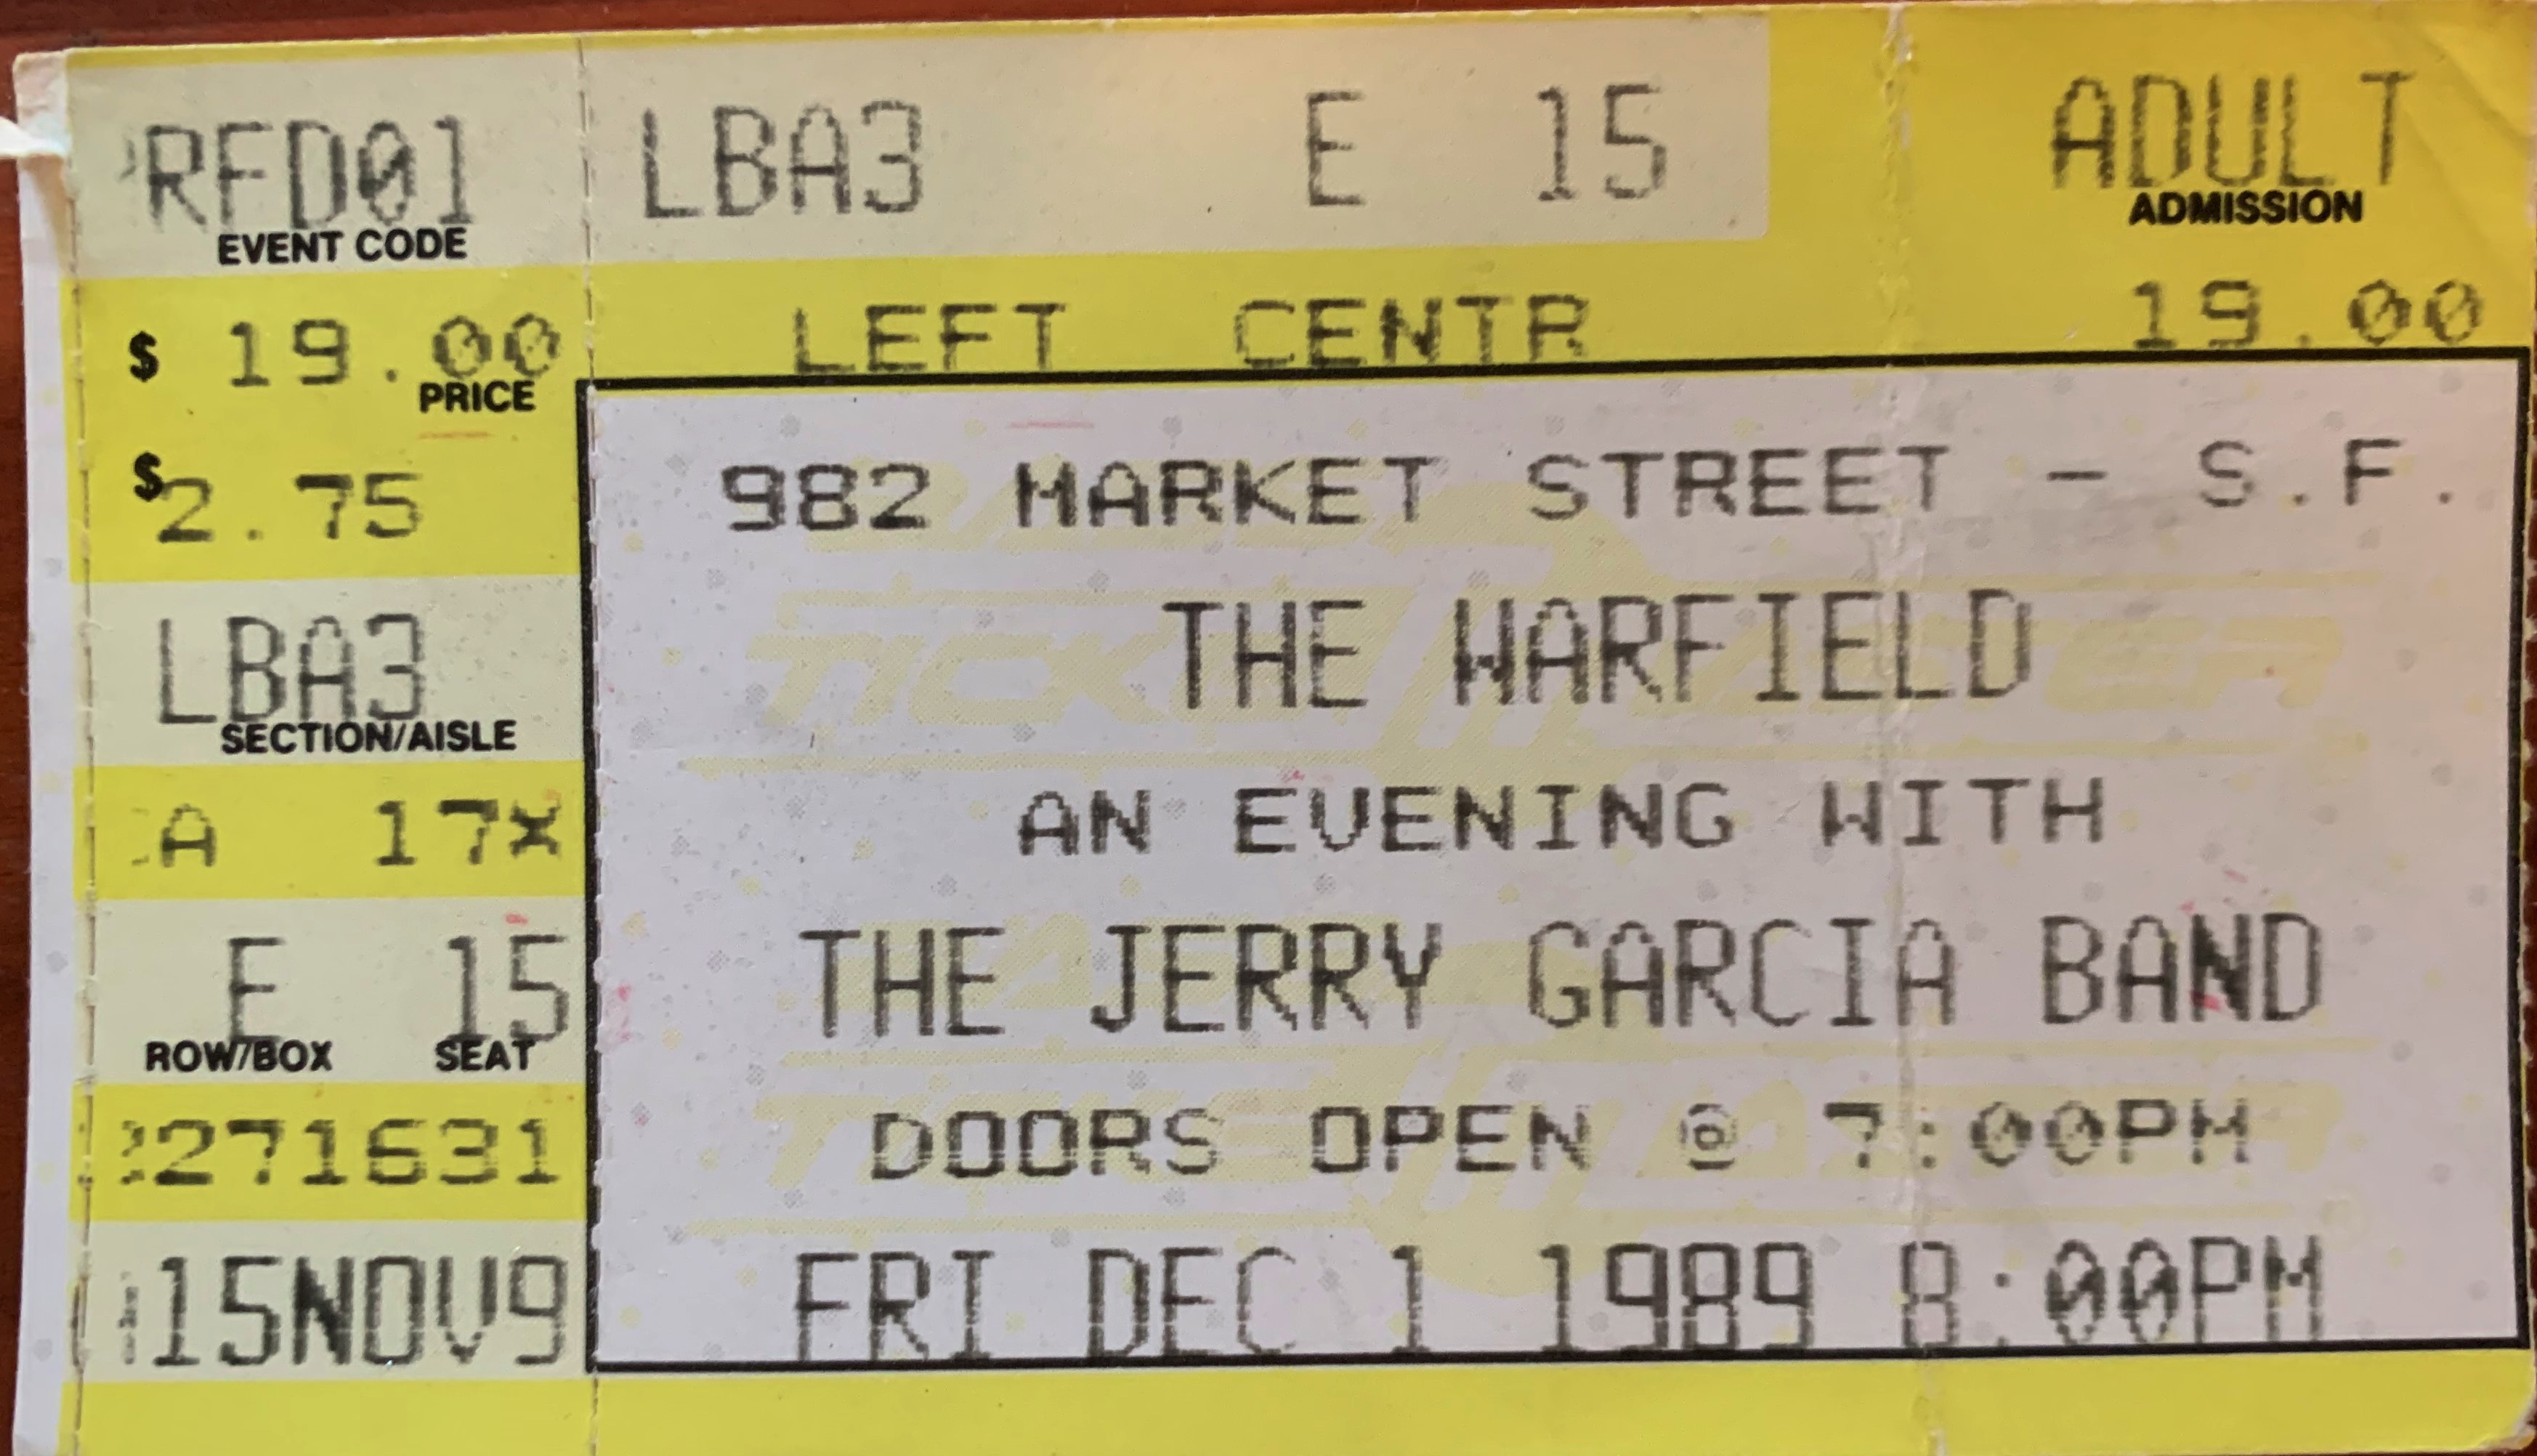 RFD01
EVENT CODE
$ 19.00
PRICE
$2.75
LBA3
SECTION/AISLE
A 17X
E 15
ROW/BOX SEAT
271631
15NOV9
LBA3 E 15
LEFT CENTR
ADULT
ADMISSION
19.00
982 MARKET STREET - S.F.
THE WARFIELD
AN EVENING WITH
THE JERRY GARCIA BAND
DOORS OPEN @ 7:00PM
FRI DEC 1 1989 8:00PM